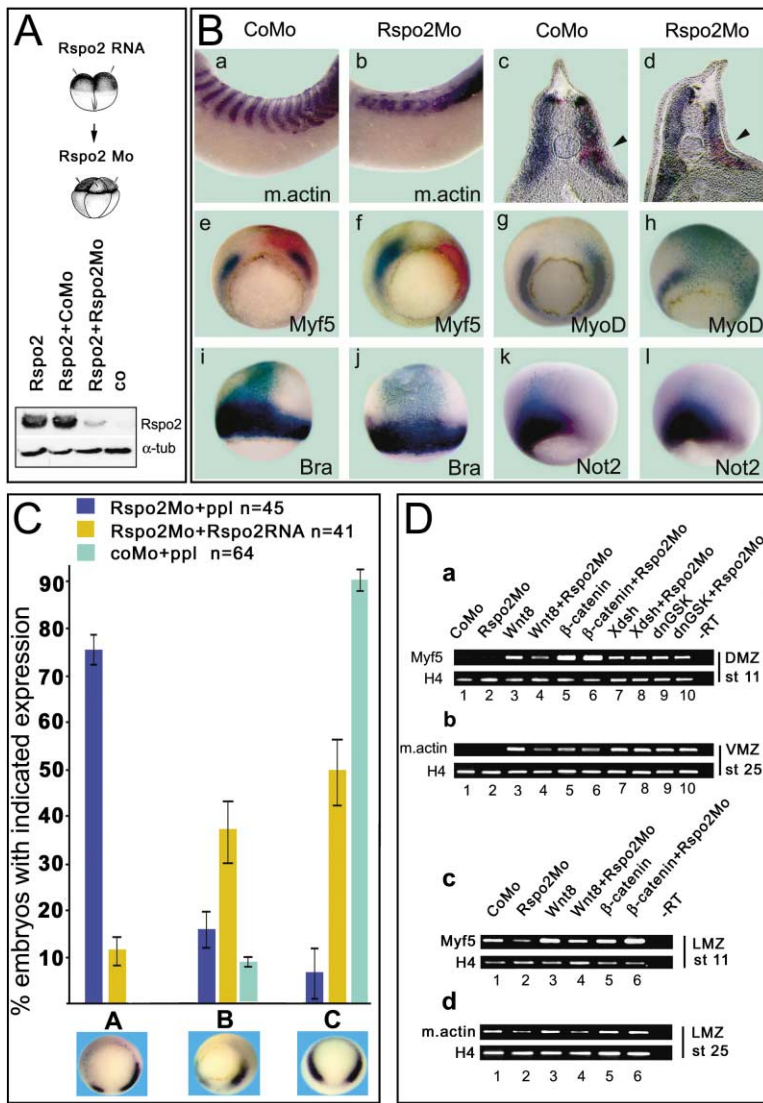 A
Rspo2 RNA
Rspo2 Mo
Rspo2
Rspo2+CoMo
Rspo2+Rspo2Mo
co
Rspo2
α-tub
B
CoMo Rspo2Mo CoMo Rspo2Mo
a b c d
m.actin m.actin
e f g h
Myf5 Myf5 MyoD MyoD
i j k l
Bra Bra Not2 Not2
C
Rspo2Mo+ppl n=45
Rspo2Mo+Rspo2RNA n=41
coMo+ppl n=64
% embryos with indicated expression
90
80
70
60
50
40
30
20
10
A B C
D
a
CoMo
Rspo2Mo
Wnt8
Wnt8+Rspo2Mo
β-catenin
β-catenin+Rspo2Mo
Xdsh
Xdsh+Rspo2Mo
dnGSK
dnGSK+Rspo2Mo
-RT
Myf5 DMZ
H4 st 11
1 2 3 4 5 6 7 8 9 10
b
m.actin VMZ
H4 st 25
1 2 3 4 5 6 7 8 9 10
c
CoMo
Rspo2Mo
Wnt8
Wnt8+Rspo2Mo
β-catenin
β-catenin+Rspo2Mo
-RT
Myf5 LMZ
H4 st 11
1 2 3 4 5 6
d
m.actin LMZ
H4 st 25
1 2 3 4 5 6